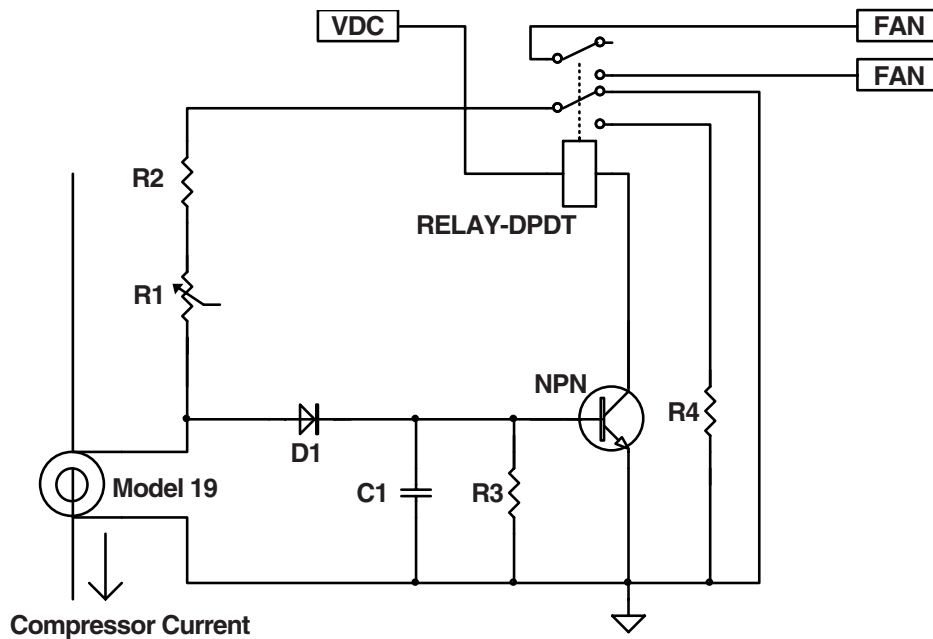 VDC
FAN
FAN
R2
RELAY-DPDT
R1
NPN
R4
D1
Model 19
C1
R3
Compressor Current